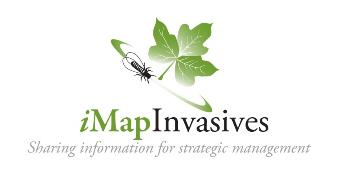 iMapInvasives
Sharing information for strategic management